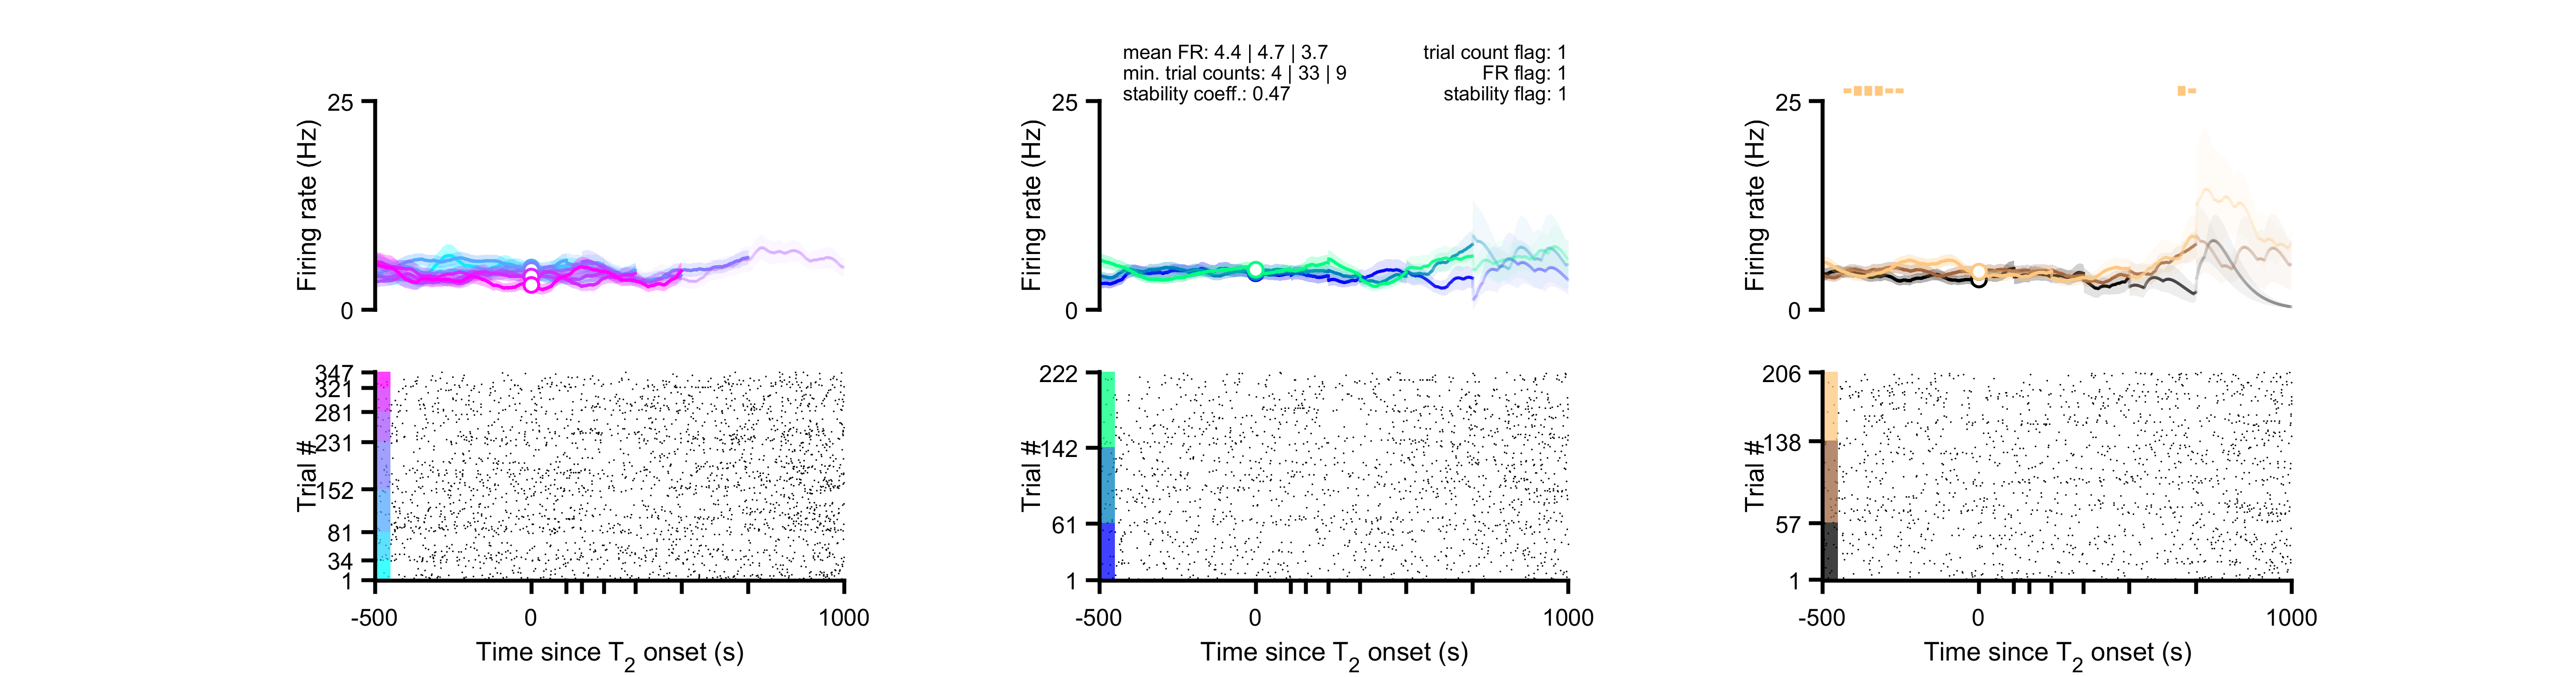 mean FR: 4.4 | 4.7 | 3.7
min. trial counts: 4 | 33 | 9
stability coeff.: 0.47
trial count flag: 1
FR flag: 1
stability flag: 1
25
0
Firing rate (Hz)
25
0
Firing rate (Hz)
25
0
Firing rate (Hz)
347
321
281
231
152
81
34
1
Trial #
-500
0
1000
Time since T2 onset (s)
222
142
61
1
Trial #
-500
0
1000
Time since T2 onset (s)
206
138
57
1
Trial #
-500
0
1000
Time since T2 onset (s)